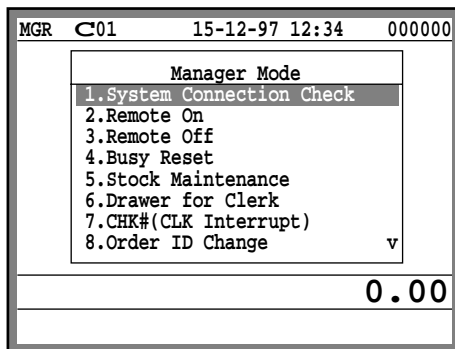 MGR C01 15-12-97 12:34 000000
Manager Mode
1.System Connection Check
2.Remote On
3.Remote Off
4.Busy Reset
5.Stock Maintenance
6.Drawer for Clerk
7.CHK#(CLK Interrupt)
8.Order ID Change v
0.00